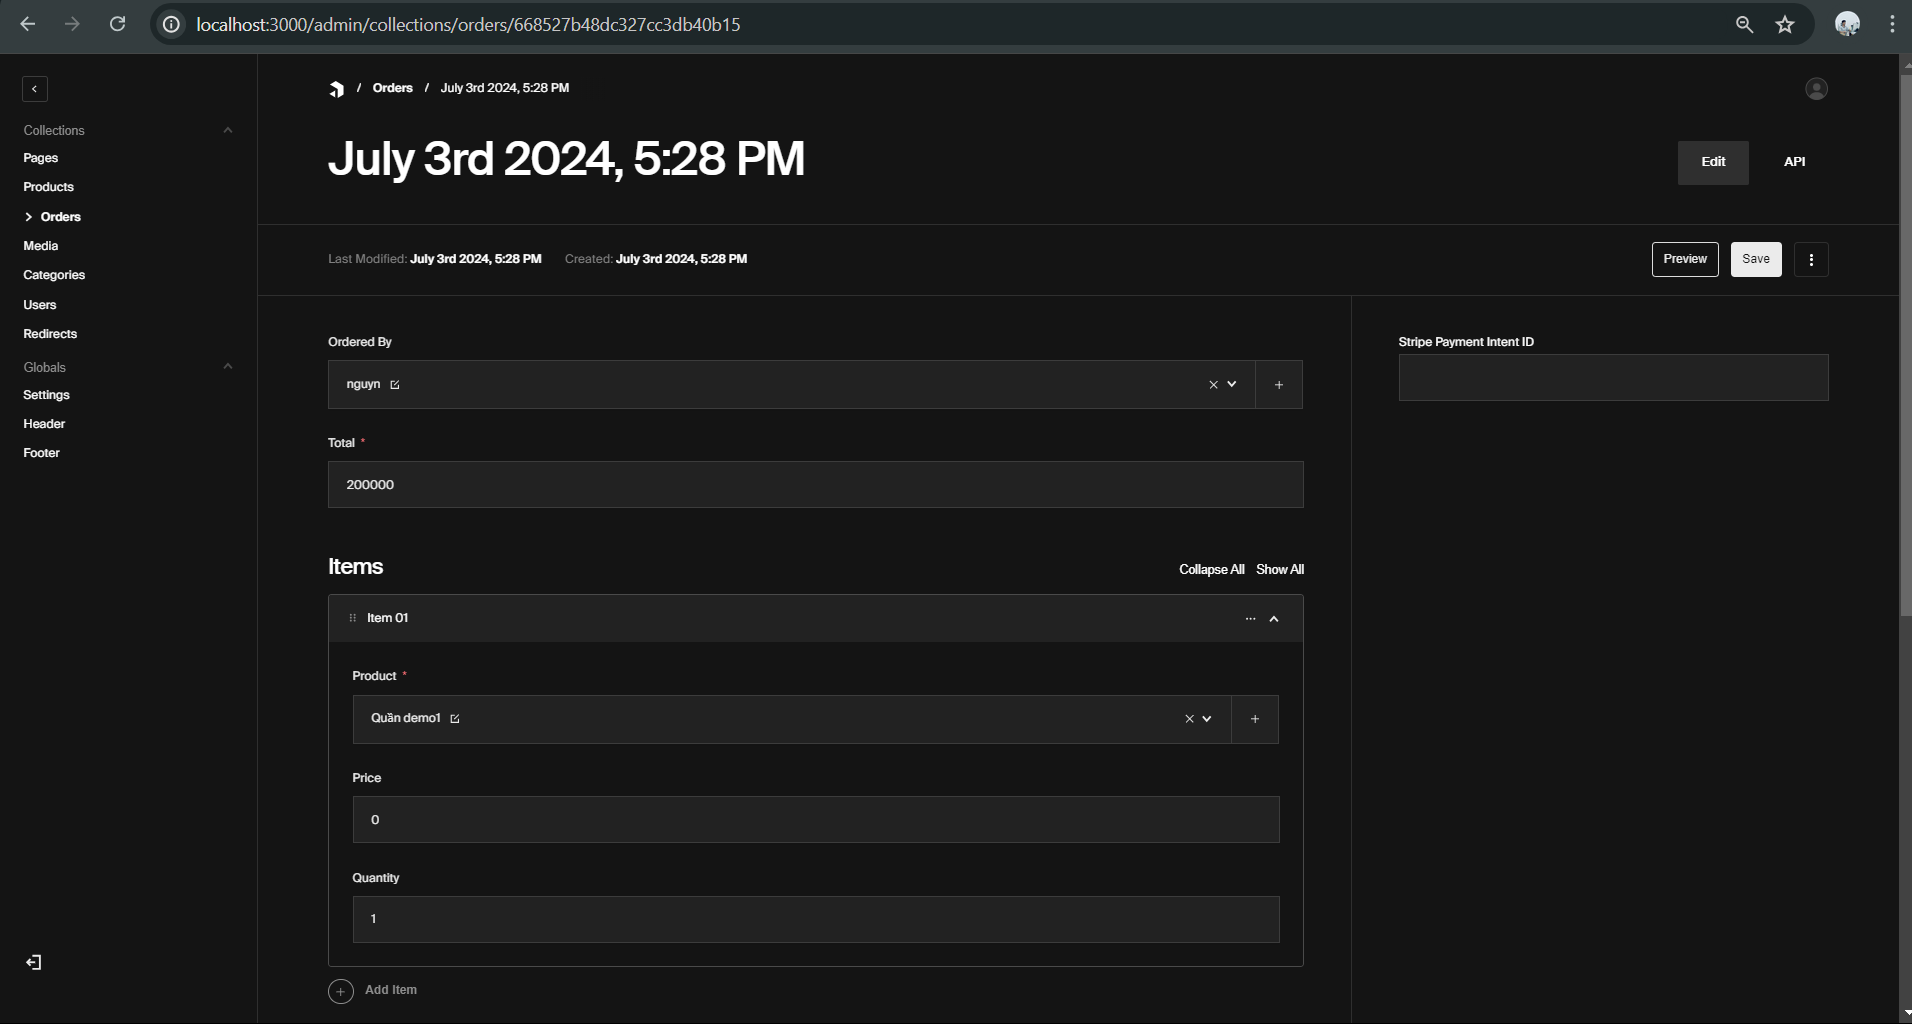 localhost:3000/admin/collections/orders/668527b48dc327cc3db40b15
/ Orders / July 3rd 2024, 5:28 PM
Collections
Pages
Products
Orders
Media
Categories
Users
Redirects
Globals
Settings
Header
Footer
July 3rd 2024, 5:28 PM
Edit
API
Last Modified: July 3rd 2024, 5:28 PM Created: July 3rd 2024, 5:28 PM
Preview
Save
Ordered By
nguyn
Total *
200000
Items
Collapse All Show All
Item 01
Product *
Quần demo1
Price
0
Quantity
1
Add Item
Stripe Payment Intent ID